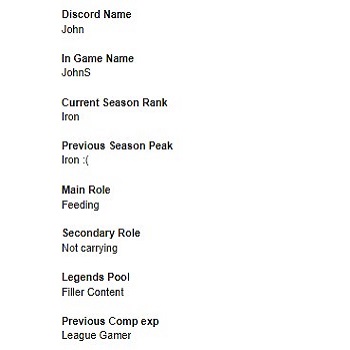 Discord Name
John
In Game Name
JohnS
Current Season Rank
Iron
Previous Season Peak
Iron :(
Main Role
Feeding
Secondary Role
Not carrying
Legends Pool
Filler Content
Previous Comp exp
League Gamer